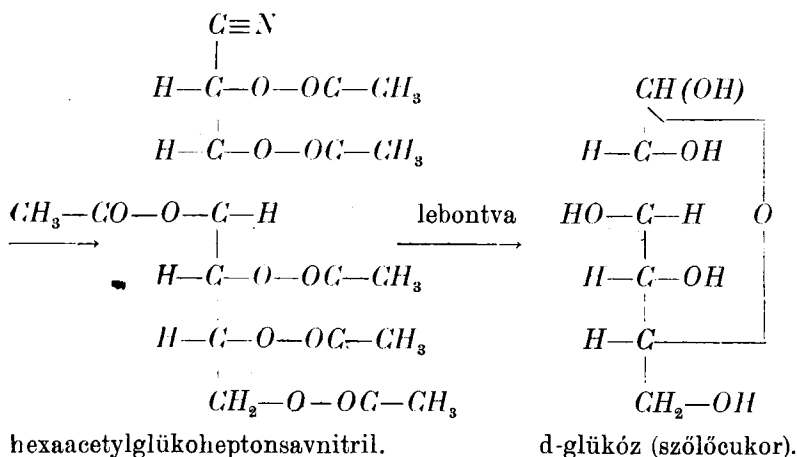 C≡N
H—C—O—OC—CH₃ CH(OH)
H—C—O—OC—CH₃ H—C—OH
CH₃—CO—O—C—H lebontva HO—C—H O
H—C—O—OC—CH₃ H—C—OH
H—C—O—OC—CH₃ H—C
CH₂—O—OC—CH₃ CH₂—OH
hexaacetylglükoheptonsavnitril. d-glükóz (szőlőcukor).